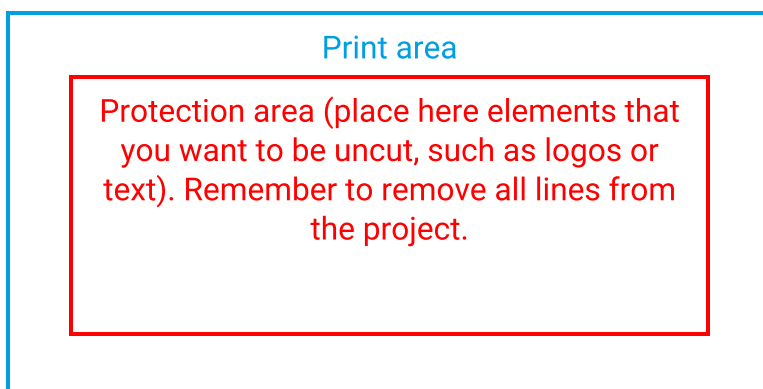 Print area
Protection area (place here elements that
you want to be uncut, such as logos or
text). Remember to remove all lines from
the project.